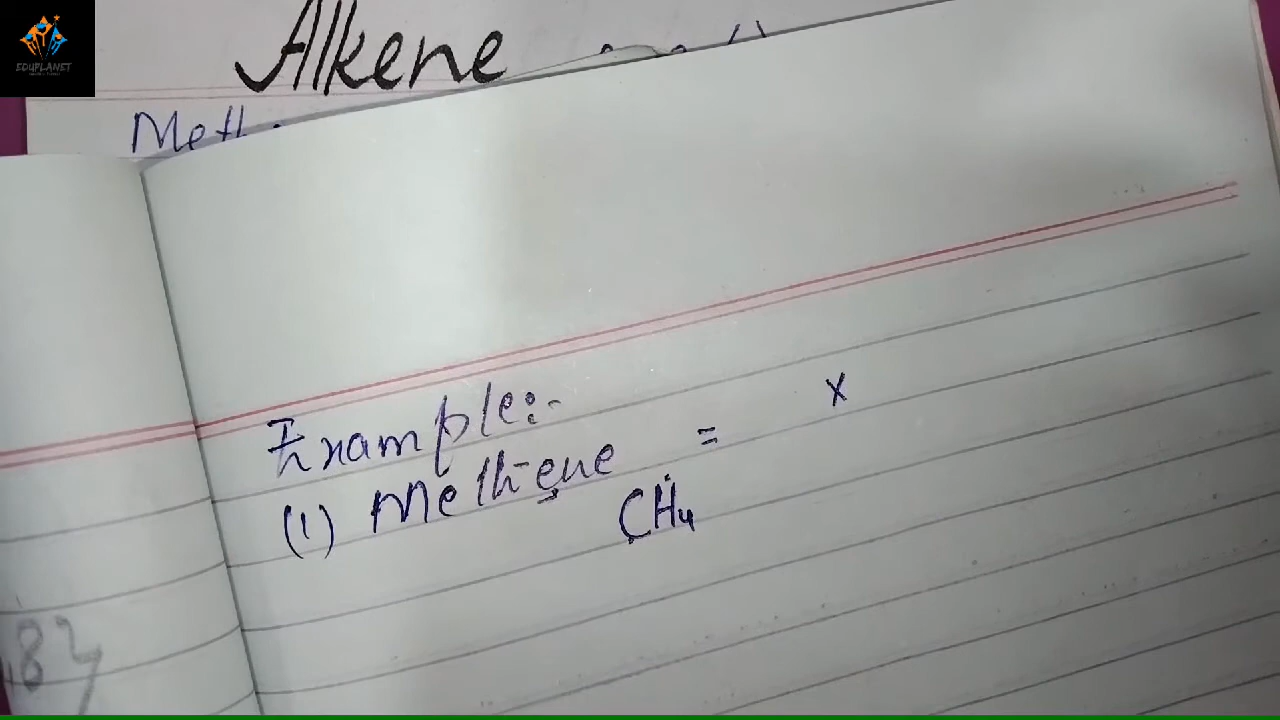 EDUPLANET
Alkene
Meth
Example:-
(1) Methene = x
CH4